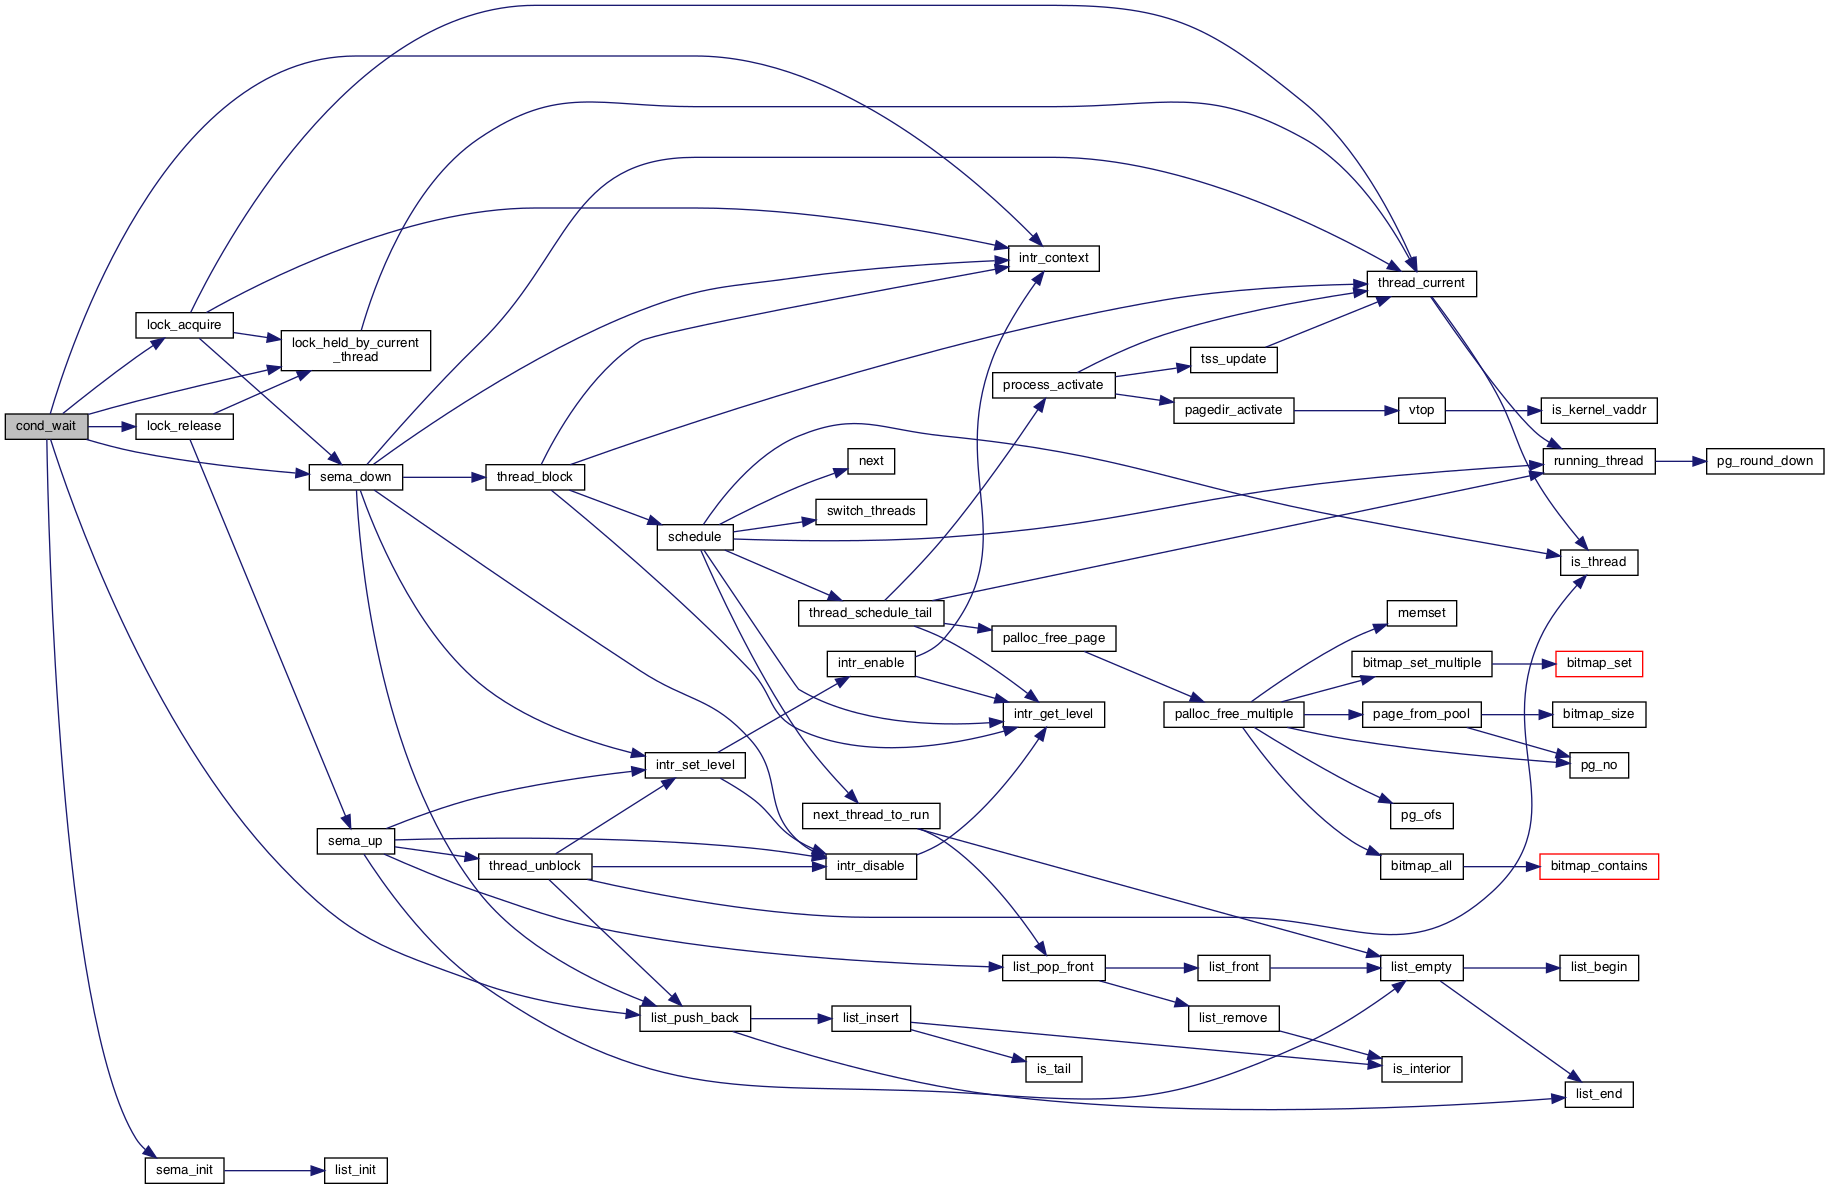 cond_wait
lock_acquire
lock_held_by_current
_thread
lock_release
sema_down
thread_block
schedule
next
switch_threads
thread_schedule_tail
intr_context
process_activate
tss_update
pagedir_activate
vtop
is_kernel_vaddr
thread_current
running_thread
pg_round_down
is_thread
palloc_free_page
intr_enable
intr_get_level
palloc_free_multiple
memset
bitmap_set_multiple
bitmap_set
page_from_pool
bitmap_size
pg_no
pg_ofs
bitmap_all
bitmap_contains
intr_set_level
next_thread_to_run
intr_disable
sema_up
thread_unblock
list_pop_front
list_front
list_empty
list_begin
list_push_back
list_insert
list_remove
is_tail
is_interior
list_end
sema_init
list_init